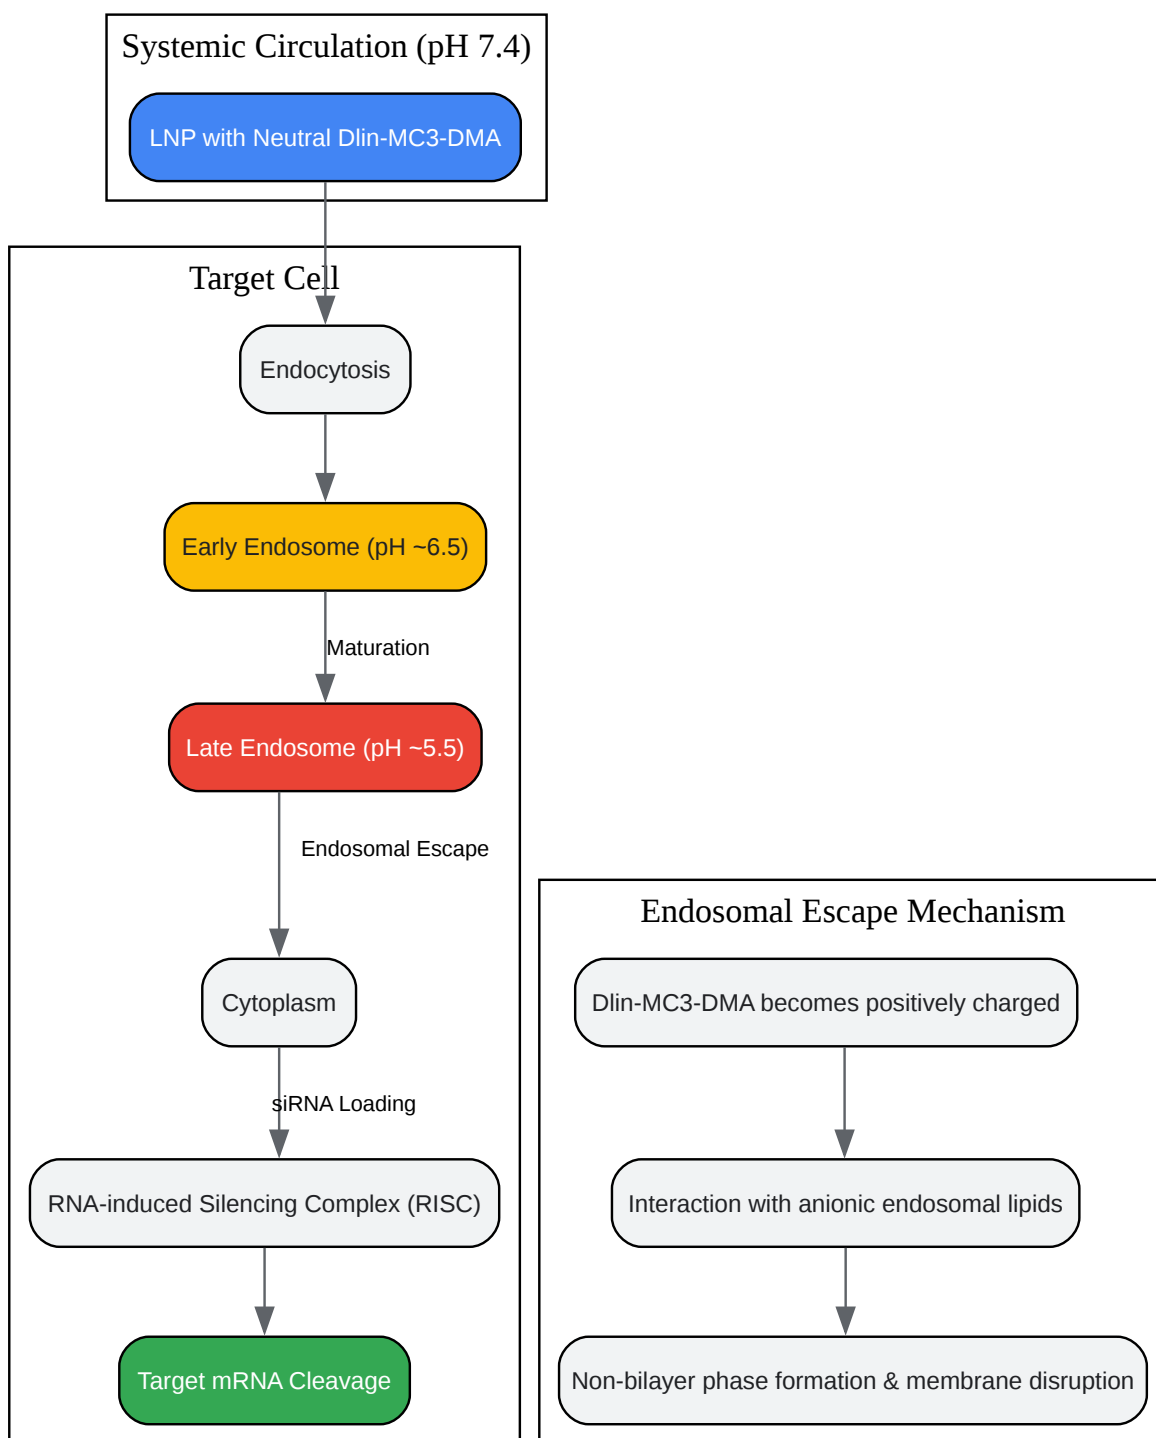 Systemic Circulation (pH 7.4)
LNP with Neutral Dlin-MC3-DMA
Target Cell
Endocytosis
Early Endosome (pH ~6.5)
Maturation
Late Endosome (pH ~5.5)
Endosomal Escape
Cytoplasm
siRNA Loading
RNA-induced Silencing Complex (RISC)
Target mRNA Cleavage
Endosomal Escape Mechanism
Dlin-MC3-DMA becomes positively charged
Interaction with anionic endosomal lipids
Non-bilayer phase formation & membrane disruption